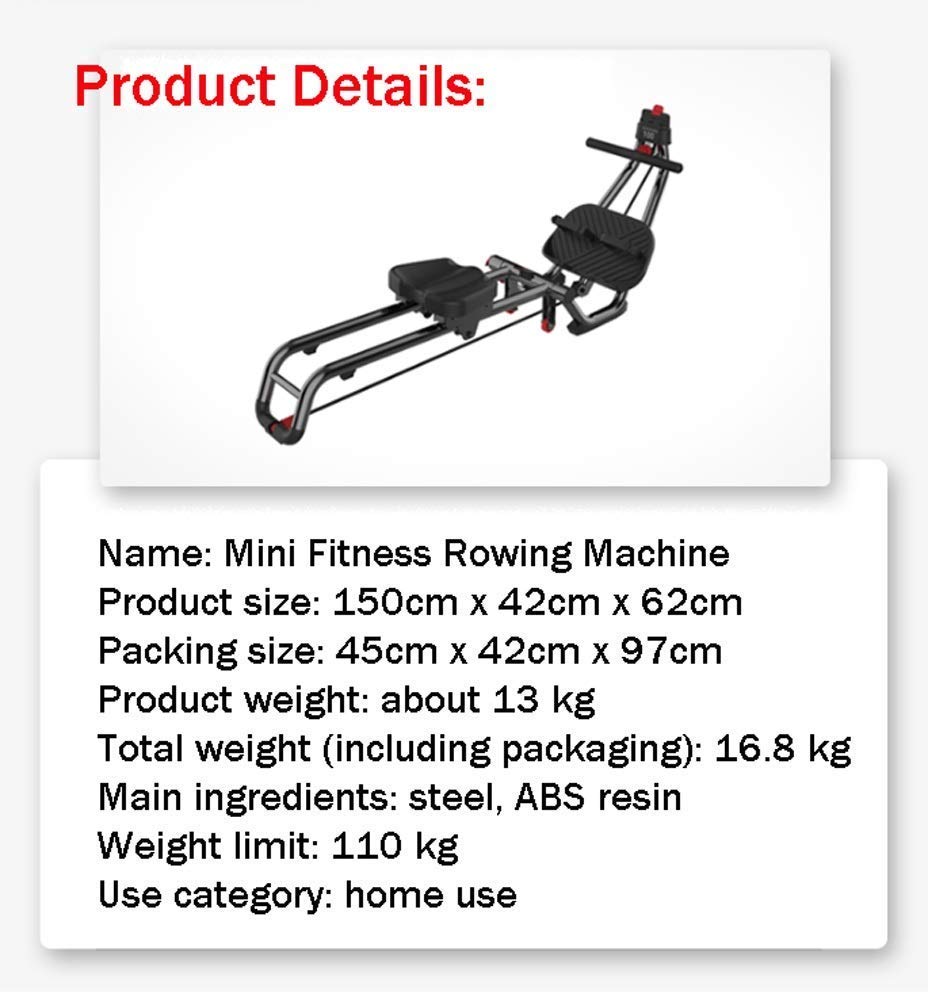 Product Details:
Name: Mini Fitness Rowing Machine
Product size: 150cm x 42cm x 62cm
Packing size: 45cm x 42cm x 97cm
Product weight: about 13 kg
Total weight (including packaging): 16.8 kg
Main ingredients: steel, ABS resin
Weight limit: 110 kg
Use category: home use